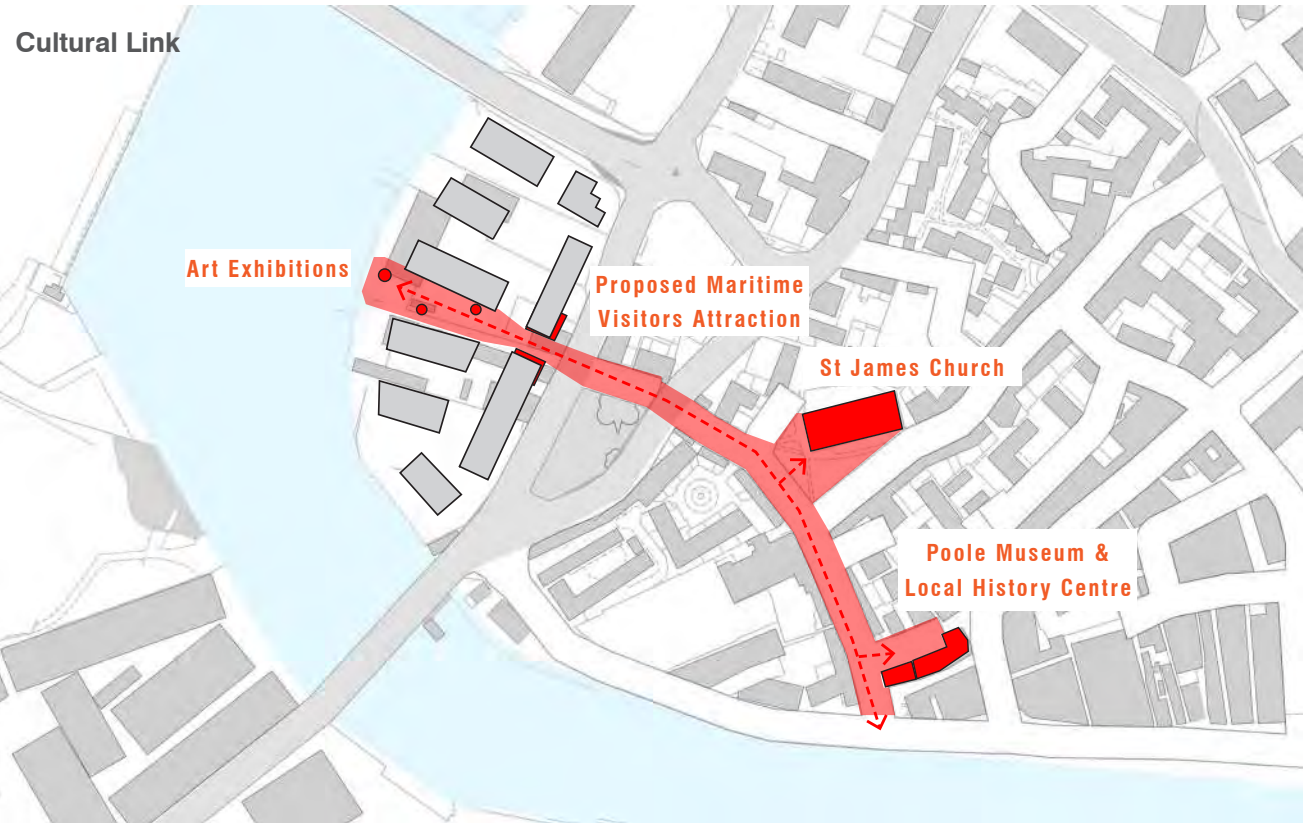 Cultural Link
Art Exhibitions
Proposed Maritime
Visitors Attraction
St James Church
Poole Museum &
Local History Centre